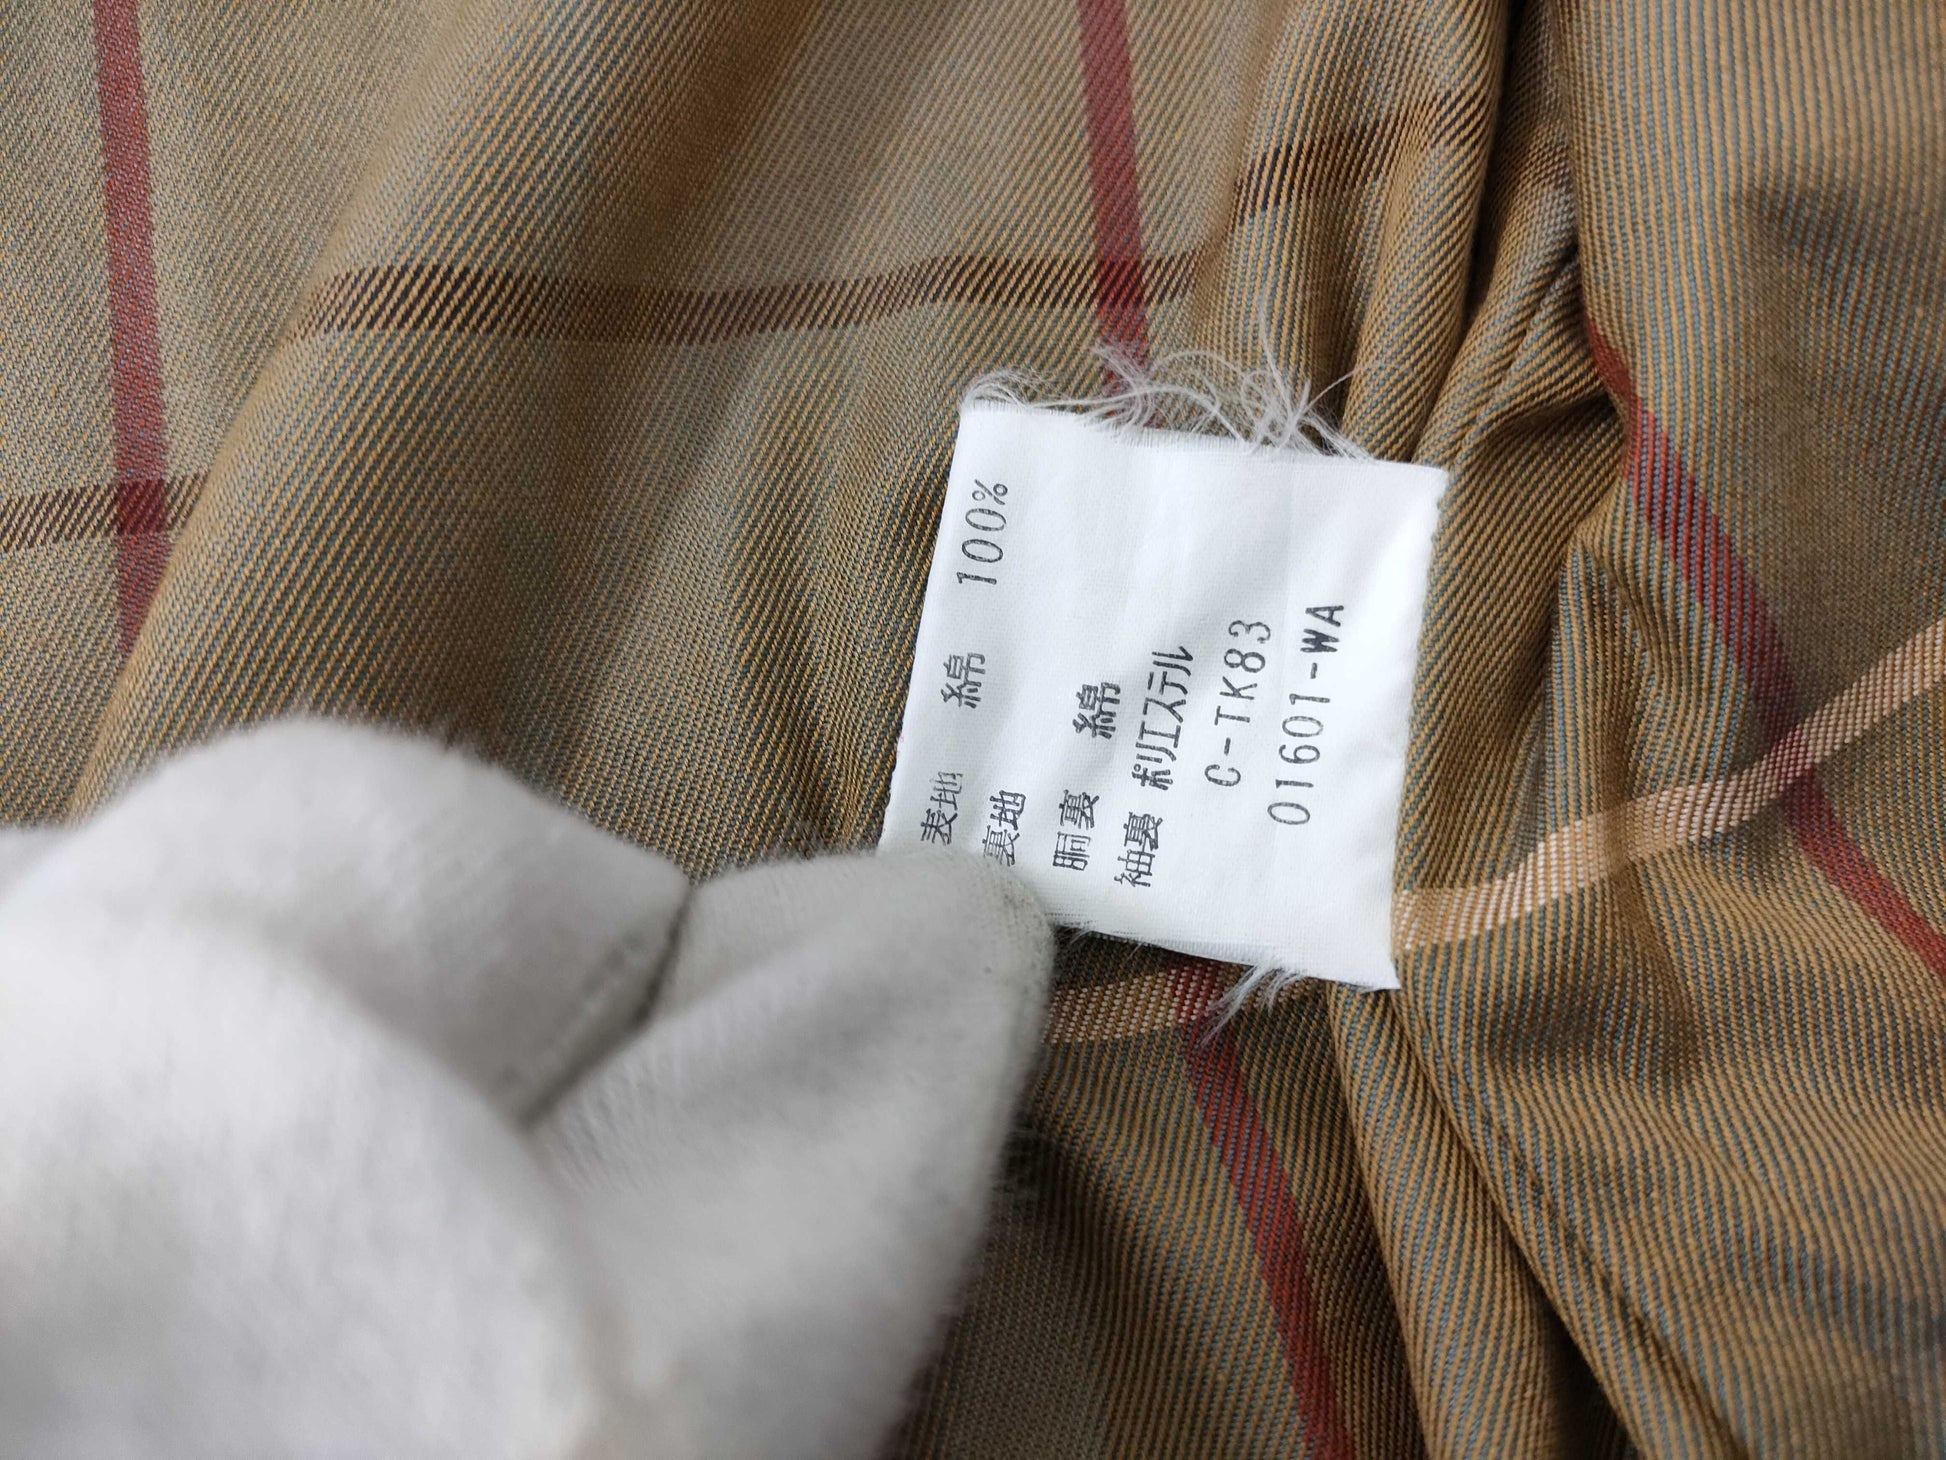 表地 綿 100%
裏地
胴裏 綿
袖裏 ポリエステル
C-TK83
01601-WA